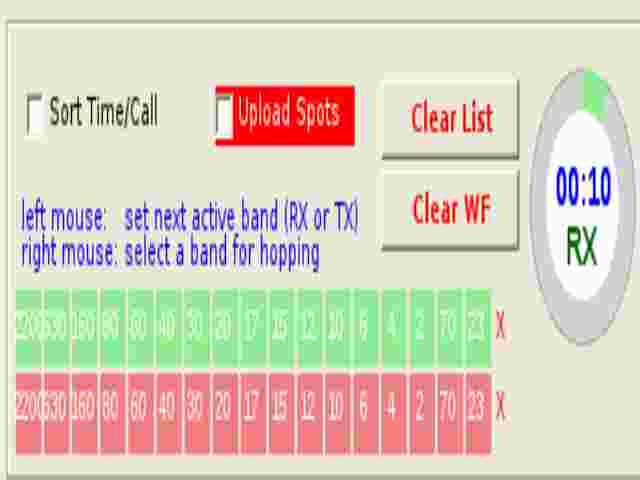 Sort Time/Call
Upload Spots
Clear List
Clear WF
00:10
RX
left mouse: set next active band (RX or TX)
right mouse: select a band for hopping
2200 630 160 80 60 40 30 20 17 15 12 10 6 4 2 70 23 X
2200 630 160 80 60 40 30 20 17 15 12 10 6 4 2 70 23 X